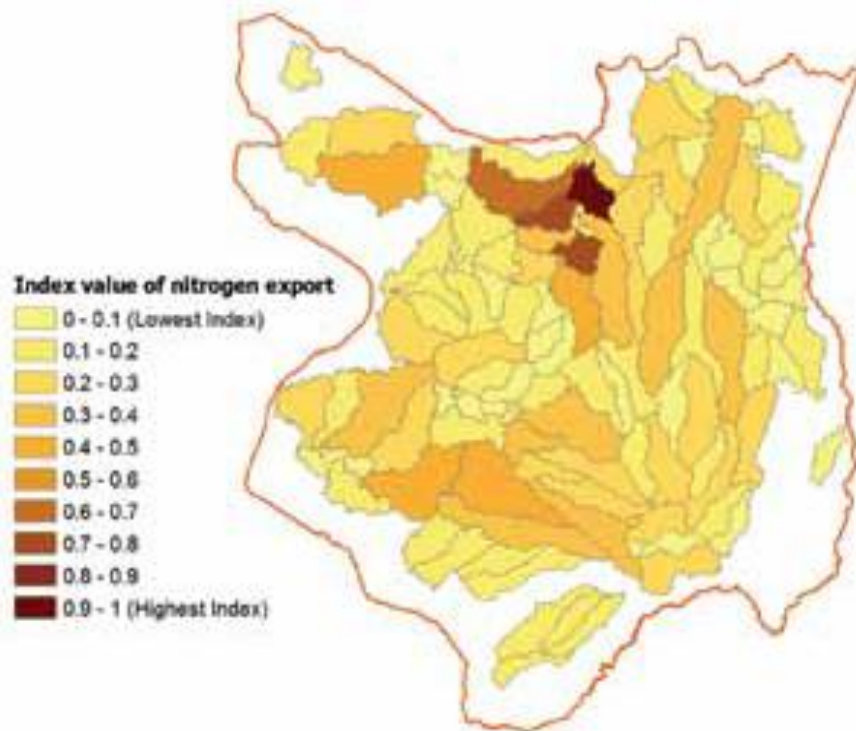 Index value of nitrogen export
0 - 0.1 (Lowest Index)
0.1 - 0.2
0.2 - 0.3
0.3 - 0.4
0.4 - 0.5
0.5 - 0.6
0.6 - 0.7
0.7 - 0.8
0.8 - 0.9
0.9 - 1 (Highest Index)